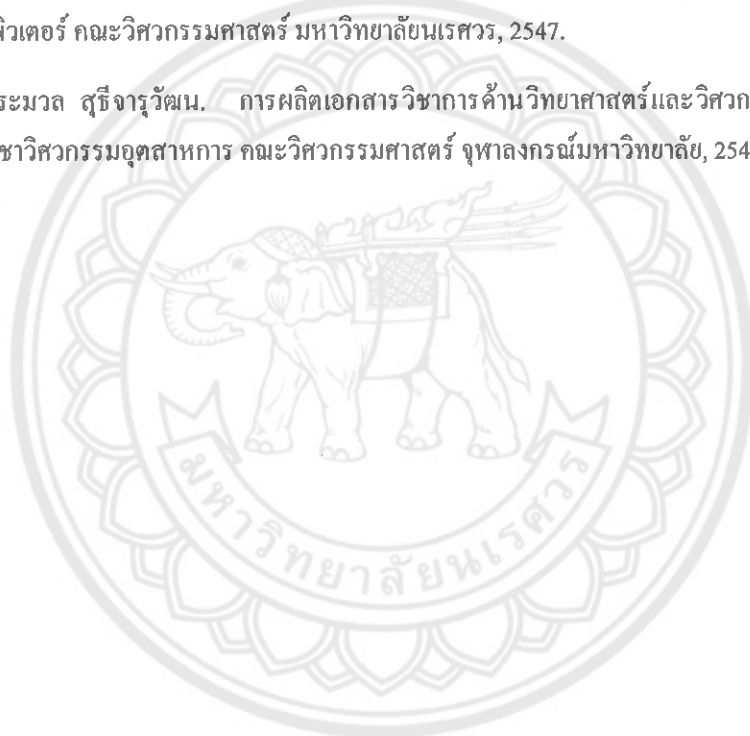 พิวเตอร์ คณะวิศวกรรมศาสตร์ มหาวิทยาลัยนเรศวร, 2547.
ระมวล สุธีจารุวัฒน. การผลิตเอกสารวิชาการด้านวิทยาศาสตร์และวิศวก
ชาวิศวกรรมอุตสาหการ คณะวิศวกรรมศาสตร์ จุฬาลงกรณ์มหาวิทยาลัย, 254
มหาวิทยาลัยนเรศวร